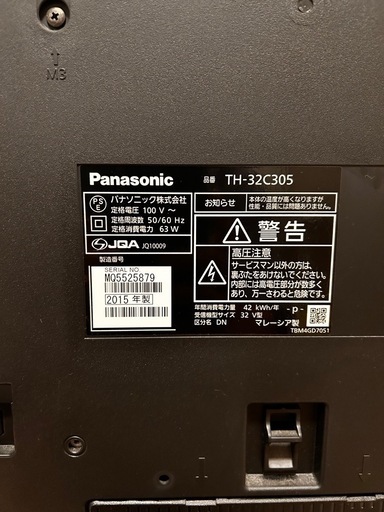 M3
Panasonic
品番 TH-32C305
PS
E
パナソニック株式会社
定格電圧 100 V ～
定格周波数 50/60 Hz
定格消費電力 63 W
JQA JQ10009
製造番号
SERIAL NO.
MQ5525879
2015 年製
お知らせ
本体の温度が高くなりますが
性能・品質には問題ありません。
警告
高圧注意
サービスマン以外の方は、
裏ぶたをあけないでください。
内部には高電圧部分が数多く
あり、万一さわると危険です。
年間消費電力量 42 kWh/年
受信機型サイズ 32 V型
区分名 DN
マレーシア製
- p -
TBM4GD7051